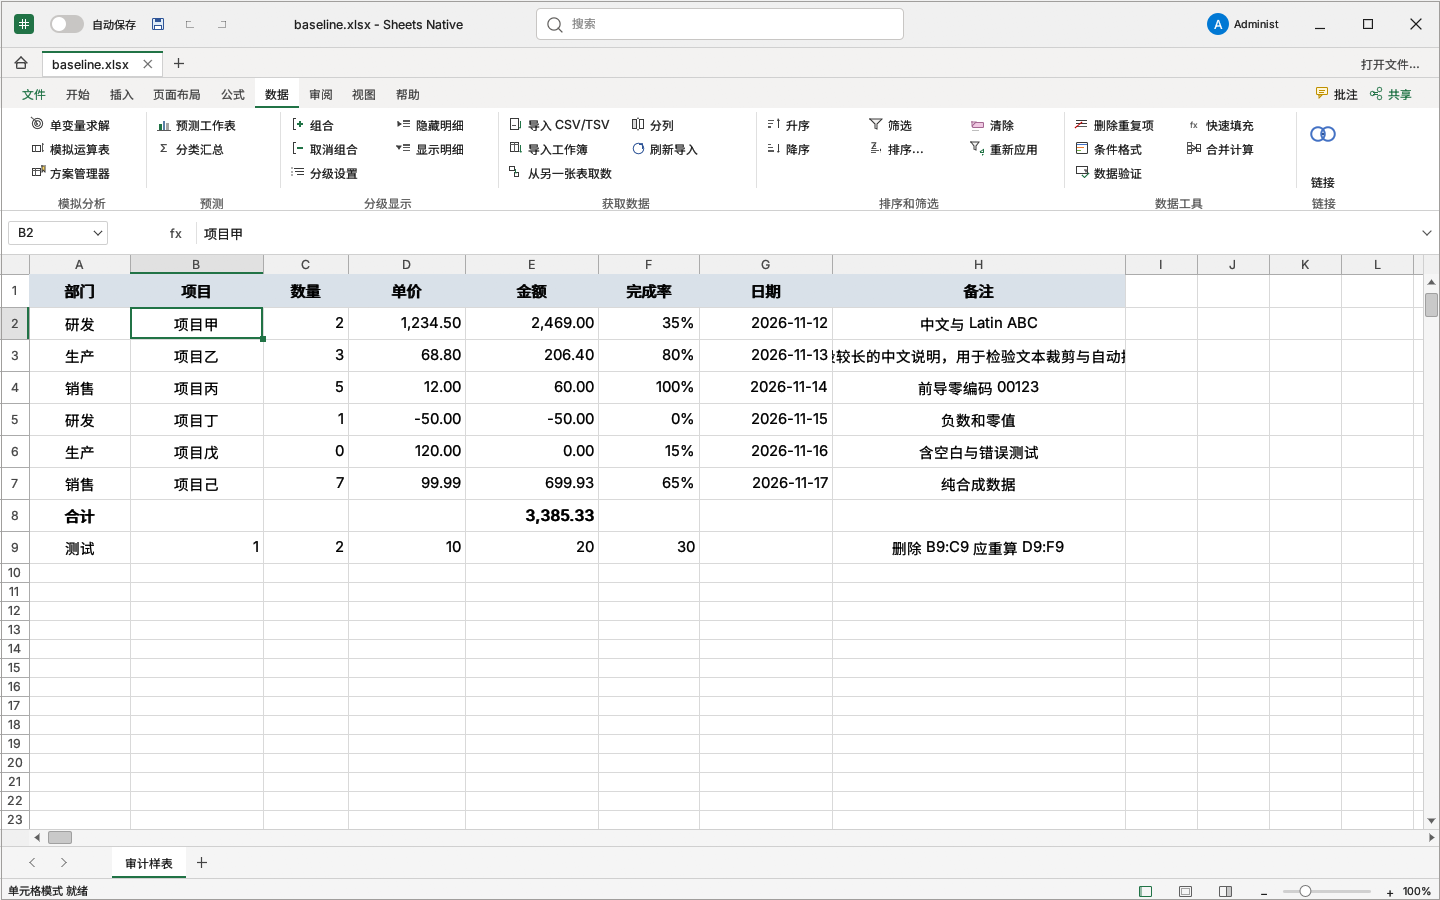 自动保存 baseline.xlsx - Sheets Native 搜索 A Administ
baseline.xlsx 打开文件...
文件 开始 插入 页面布局 公式 数据 审阅 视图 帮助 批注 共享
单变量求解 预测工作表 组合 隐藏明细 导入 CSV/TSV 分列 升序 筛选 清除 删除重复项 fx 快速填充
模拟运算表 Σ 分类汇总 取消组合 显示明细 导入工作簿 刷新导入 降序 排序... 重新应用 条件格式 合并计算
方案管理器 分级设置 从另一张表取数 数据验证 链接
模拟分析 预测 分级显示 获取数据 排序和筛选 数据工具 链接
B2 fx 项目甲
A B C D E F G H I J K L
1 部门 项目 数量 单价 金额 完成率 日期 备注
2 研发 项目甲 2 1,234.50 2,469.00 35% 2026-11-12 中文与 Latin ABC
3 生产 项目乙 3 68.80 206.40 80% 2026-11-13 较长的中文说明，用于检验文本裁剪与自动
4 销售 项目丙 5 12.00 60.00 100% 2026-11-14 前导零编码 00123
5 研发 项目丁 1 -50.00 -50.00 0% 2026-11-15 负数和零值
6 生产 项目戊 0 120.00 0.00 15% 2026-11-16 含空白与错误测试
7 销售 项目己 7 99.99 699.93 65% 2026-11-17 纯合成数据
8 合计 3,385.33
9 测试 1 2 10 20 30 删除 B9:C9 应重算 D9:F9
10
11
12
13
14
15
16
17
18
19
20
21
22
23
审计样表
单元格模式 就绪 100%